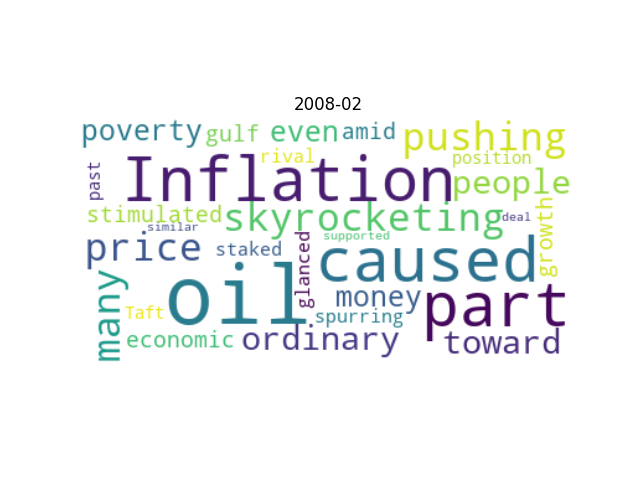 2008-02
poverty gulf even amid pushing
past Inflation rival position people
stimulated similar skyrocketing deal growth
price staked glanced supported caused
many Taft oil money spurring part
economic ordinary toward